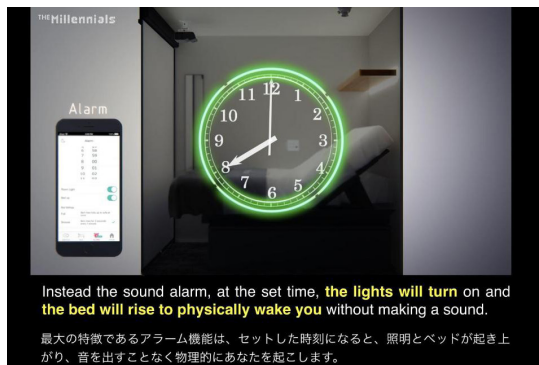 THE Millennials
Alarm
11 12 1
10 2
9 3
8 4
7 6 5
Instead the sound alarm, at the set time, the lights will turn on and
the bed will rise to physically wake you without making a sound.
最大の特徴であるアラーム機能は、セットした時刻になると、照明とベッドが起き上
がり、音を出すことなく物理的にあなたを起こします。